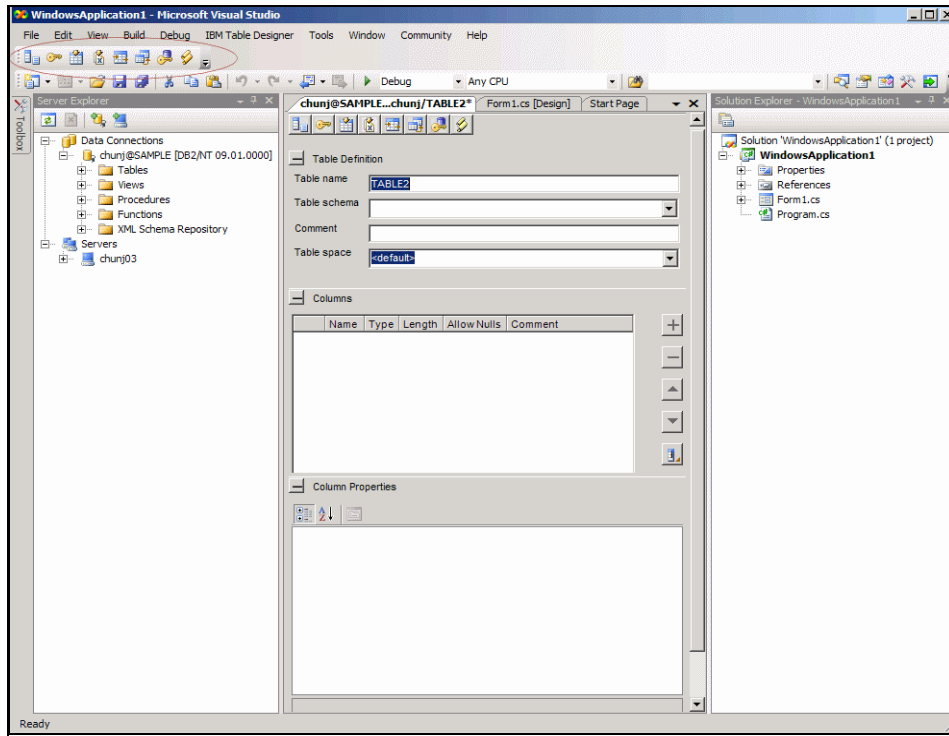 WindowsApplication1 - Microsoft Visual Studio
File Edit View Build Debug IBM Table Designer Tools Window Community Help
Debug Any CPU
Server Explorer
Toolbox
Data Connections
chunj@SAMPLE [DB2/NT 09.01.0000]
Tables
Views
Procedures
Functions
XML Schema Repository
Servers
chunj03
chunj@SAMPLE...chunj/TABLE2* Form1.cs [Design] Start Page
Table Definition
Table name TABLE2
Table schema
Comment
Table space <default>
Columns
Name Type Length Allow Nulls Comment
Column Properties
Solution Explorer - WindowsApplication1
Solution 'WindowsApplication1' (1 project)
WindowsApplication1
Properties
References
Form1.cs
Program.cs
Ready